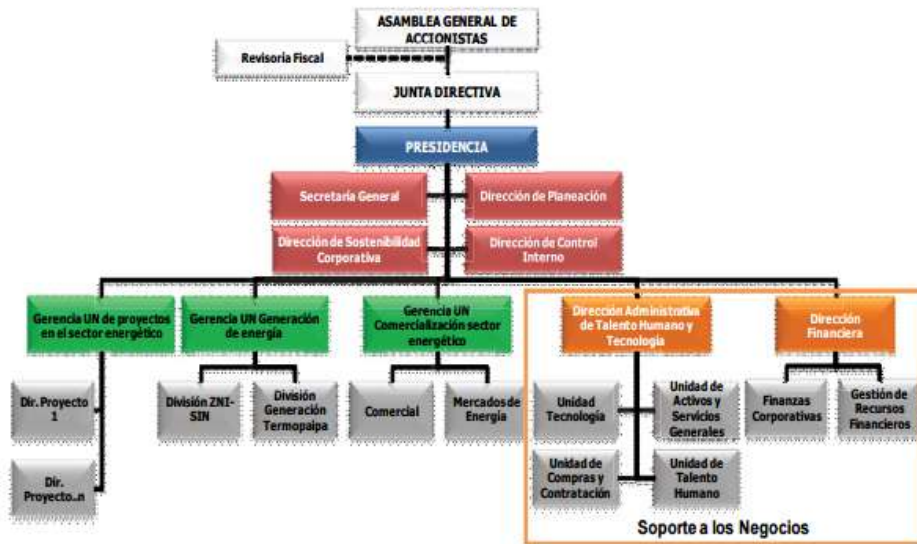 ASAMBLEA GENERAL DE
ACCIONISTAS
Revisoría Fiscal
JUNTA DIRECTIVA
PRESIDENCIA
Secretaría General
Dirección de Planeación
Dirección de Sostenibilidad
Corporativa
Dirección de Control
Interno
Gerencia UN de proyectos
en el sector energético
Gerencia UN Generación
de energía
Gerencia UN
Comercialización sector
energético
Dirección Administrativa
de Talento Humano y
Tecnología
Dirección
Financiera
Dir. Proyecto
1
División ZNI-
SIN
División
Generación
Termopaipa
Comercial
Mercados de
Energía
Unidad
Tecnología
Unidad de
Activos y
Servicios
Generales
Finanzas
Corporativas
Gestión de
Recursos
Financieros
Dir.
Proyecto..n
Unidad de
Compras y
Contratación
Unidad de
Talento
Humano
Soporte a los Negocios